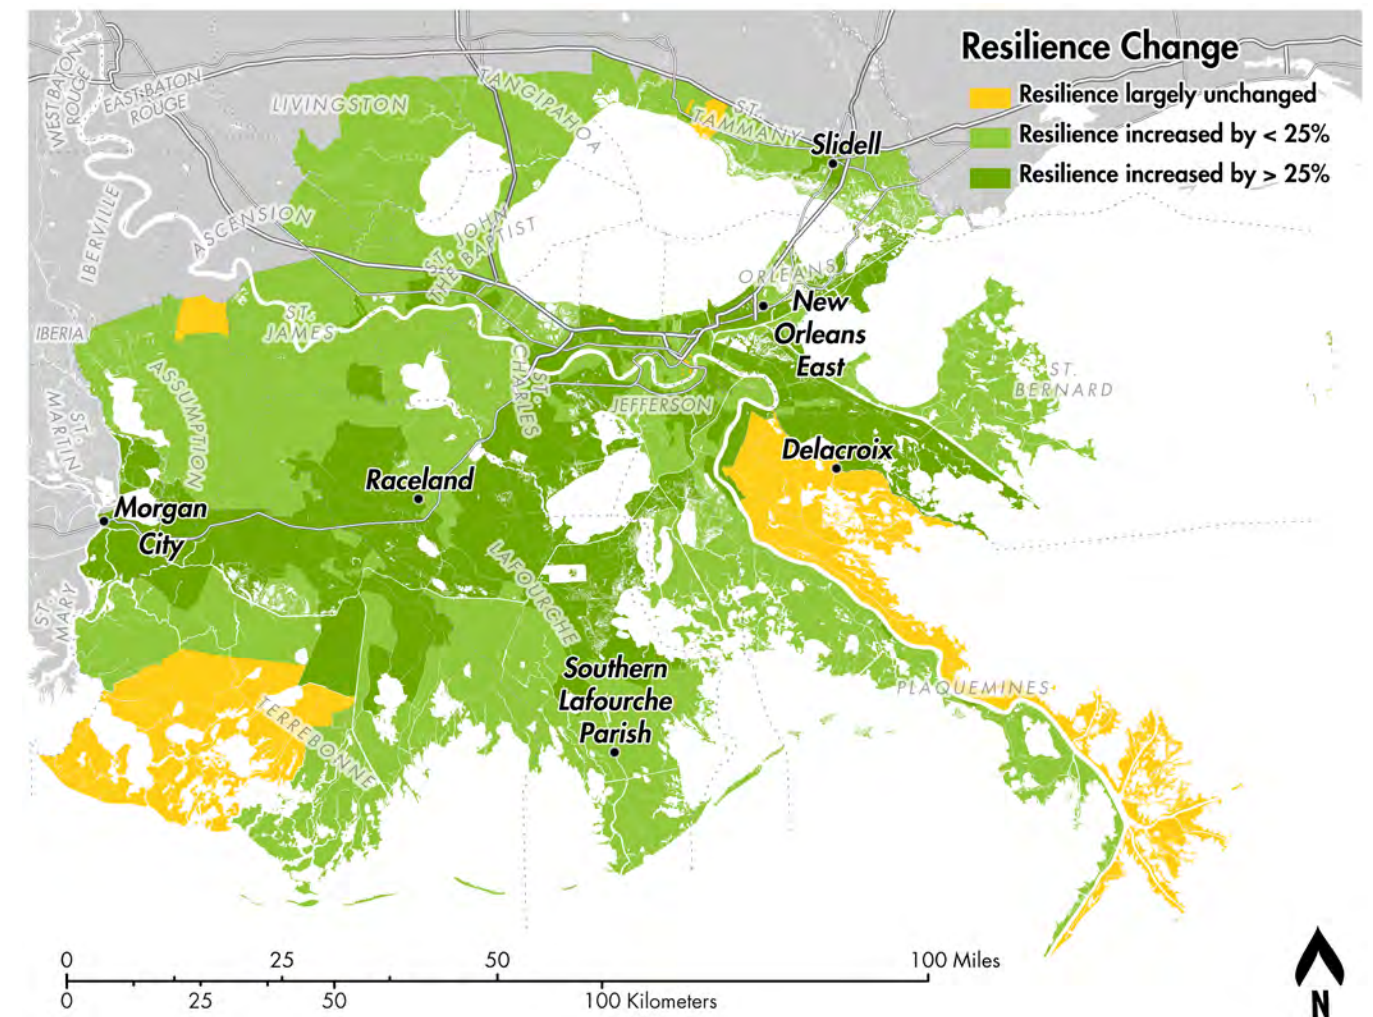 Resilience Change
Resilience largely unchanged
Resilience increased by < 25%
Resilience increased by > 25%
WEST BATON
ROUGE
EAST BATON
ROUGE
LIVINGSTON
TANGIPAHOA
ST.
TAMMANY
Slidell
IBERVILLE
ASCENSION
ST. JOHN
THE BAPTIST
ORLEANS
New
Orleans
East
IBERIA
ST.
JAMES
ST.
CHARLES
ASSUMPTION
ST.
MARTIN
JEFFERSON
ST.
BERNARD
Raceland
Delacroix
Morgan
City
LAFOURCHE
ST.
MARY
Southern
Lafourche
Parish
TERREBONNE
PLAQUEMINES
0 25 50 100 Miles
0 25 50 100 Kilometers
N